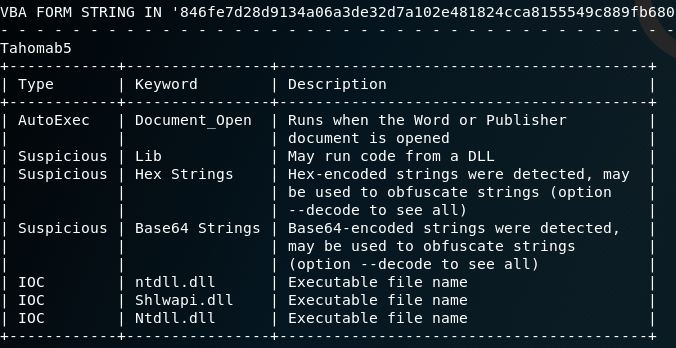 VBA FORM STRING IN '846fe7d28d9134a06a3de32d7a102e481824cca8155549c889fb680
- - - - - - - - - - - - - - - - - - - - - - - - - - - - - - - - - - - - - -
Tahomab5
+------------+----------------+-----------------------------------------+
| Type       | Keyword        | Description                             |
+------------+----------------+-----------------------------------------+
| AutoExec   | Document_Open  | Runs when the Word or Publisher         |
|            |                | document is opened                      |
| Suspicious | Lib            | May run code from a DLL                 |
| Suspicious | Hex Strings    | Hex-encoded strings were detected, may  |
|            |                | be used to obfuscate strings (option    |
|            |                | --decode to see all)                    |
| Suspicious | Base64 Strings | Base64-encoded strings were detected,   |
|            |                | may be used to obfuscate strings        |
|            |                | (option --decode to see all)            |
| IOC        | ntdll.dll      | Executable file name                    |
| IOC        | Shlwapi.dll    | Executable file name                    |
| IOC        | Ntdll.dll      | Executable file name                    |
+------------+----------------+-----------------------------------------+